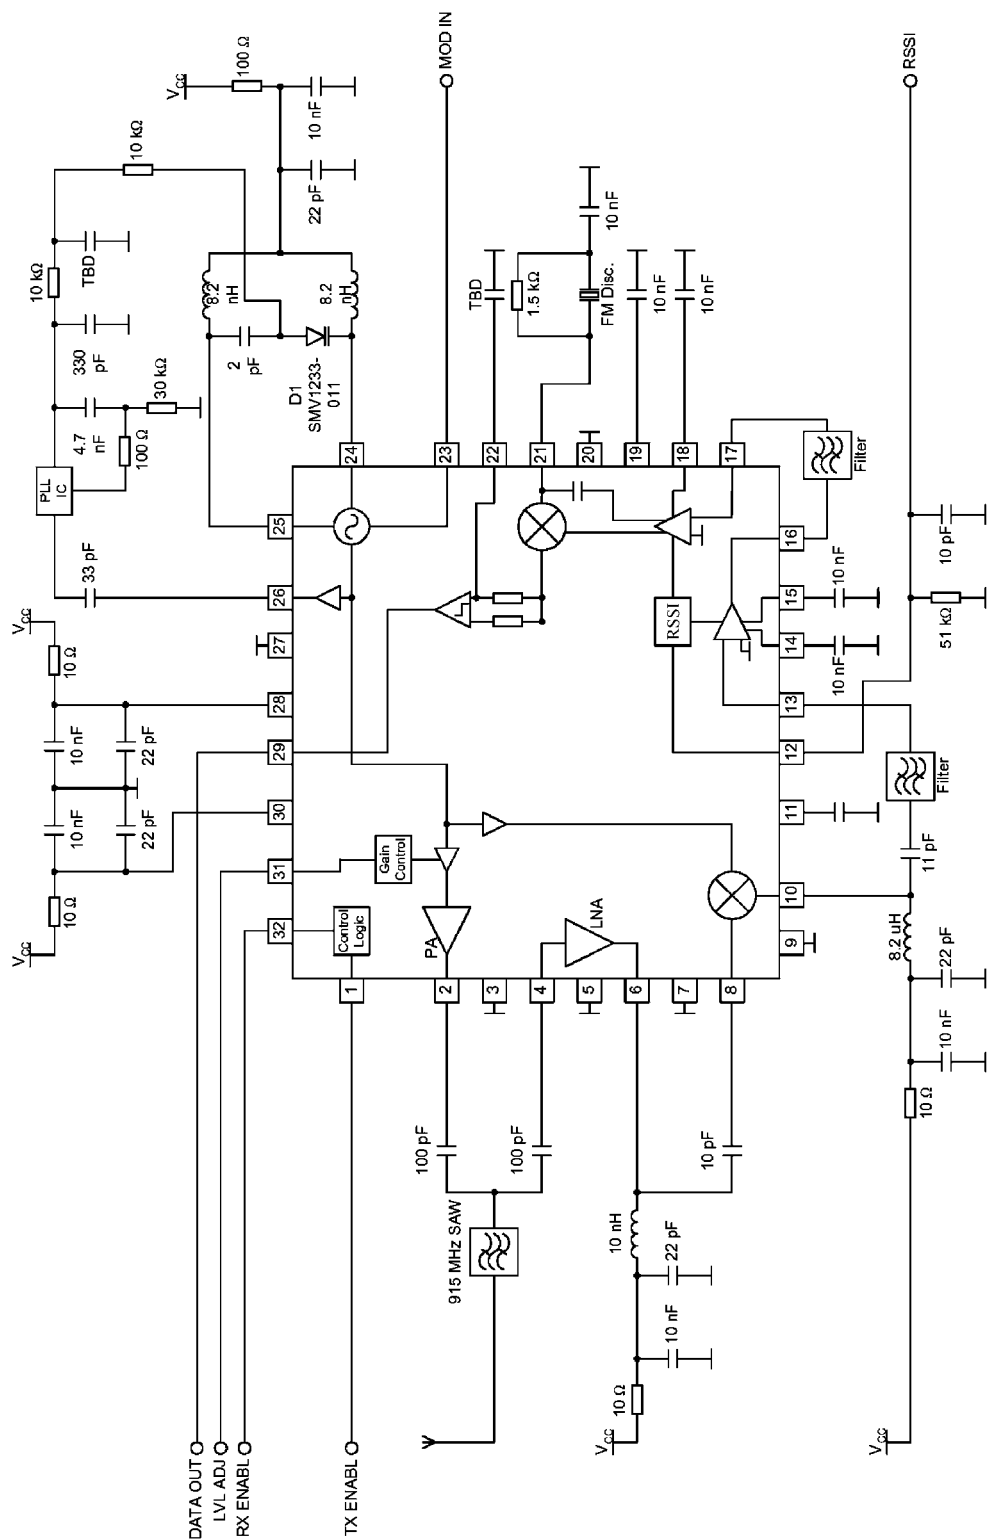 DATA OUT
LVL ADJ
RX ENABL
TX ENABL
V_CC
10 Ω
10 nF
22 pF
10 nF
22 pF
10 Ω
V_CC
33 pF
PLL
IC
4.7
nF
100 Ω
30 kΩ
330
pF
10 kΩ
TBD
10 kΩ
V_CC
100 Ω
10 nF
22 pF
8.2
nH
8.2
nH
2
pF
D1
SMV1233-
011
MOD IN
32
31
30
29
28
27
26
25
1
2
3
4
5
6
7
8
24
23
22
21
20
19
18
17
9
10
11
12
13
14
15
16
Control
Logic
Gain
Control
PA
LNA
RSSI
915 MHz SAW
100 pF
100 pF
10 pF
10 nH
22 pF
10 nF
10 Ω
V_CC
TBD
1.5 kΩ
FM Disc.
10 nF
10 nF
10 nF
Filter
10 nF
10 nF
Filter
11 pF
8.2 uH
22 pF
10 nF
10 Ω
V_CC
51 kΩ
10 pF
RSSI